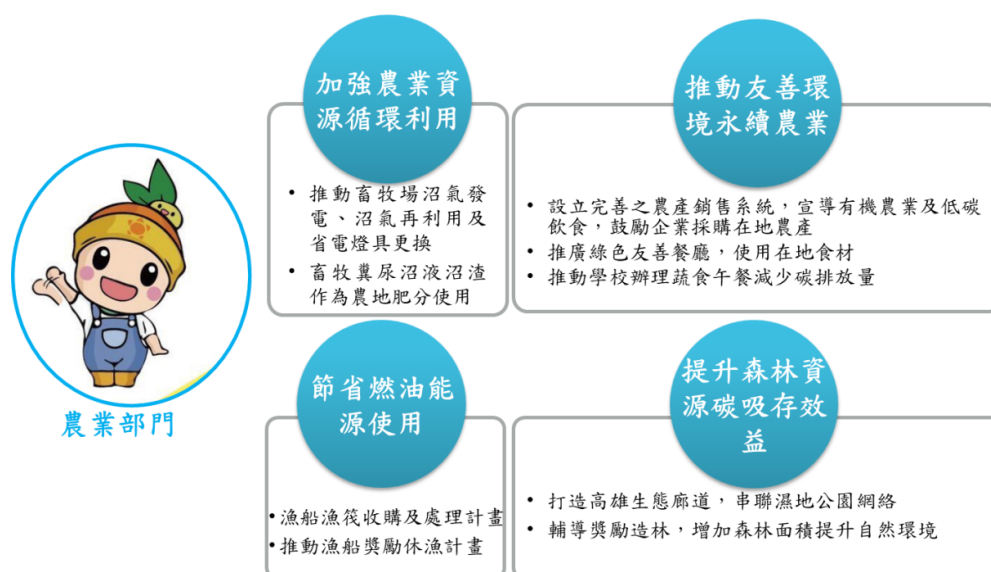 加強農業資
源循環利用
• 推動畜牧場沼氣發
電、沼氣再利用及
省電燈具更換
• 畜牧糞尿沼液沼渣
作為農地肥分使用
推動友善環
境永續農業
• 設立完善之農產銷售系統，宣導有機農業及低碳
飲食，鼓勵企業採購在地農產
• 推廣綠色友善餐廳，使用在地食材
• 推動學校辦理蔬食午餐減少碳排放量
農業部門
節省燃油能
源使用
•漁船漁筏收購及處理計畫
•推動漁船獎勵休漁計畫
提升森林資
源碳吸存效
益
• 打造高雄生態廊道，串聯濕地公園網絡
• 輔導獎勵造林，增加森林面積提升自然環境